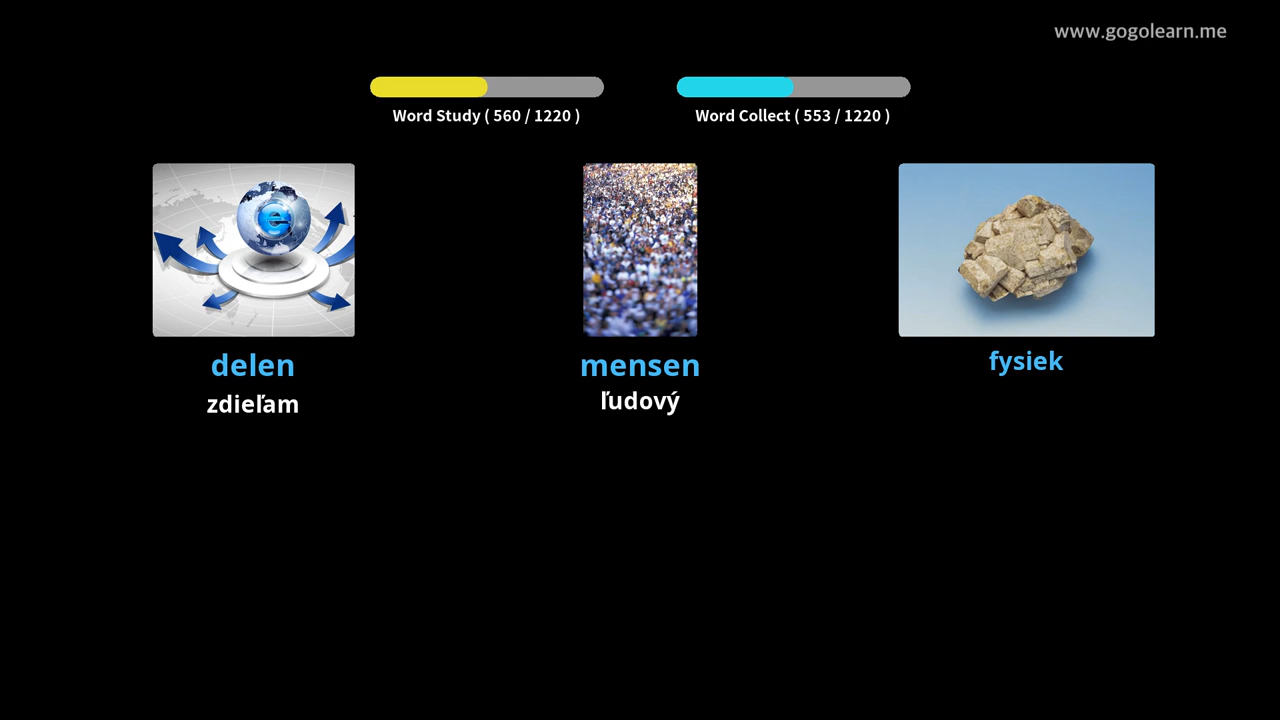 www.gogolearn.me
Word Study ( 560 / 1220 )
Word Collect ( 553 / 1220 )
e
delen
mensen
fysiek
zdieľam
ľudový